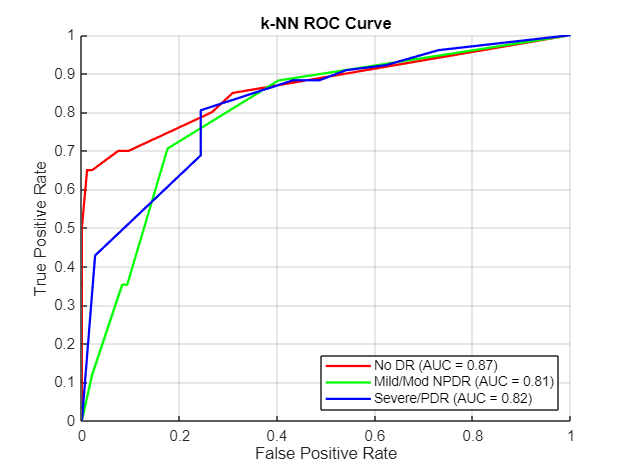 k-NN ROC Curve
True Positive Rate
1
0.9
0.8
0.7
0.6
0.5
0.4
0.3
0.2
0.1
0
0 0.2 0.4 0.6 0.8 1
False Positive Rate
No DR (AUC = 0.87)
Mild/Mod NPDR (AUC = 0.81)
Severe/PDR (AUC = 0.82)